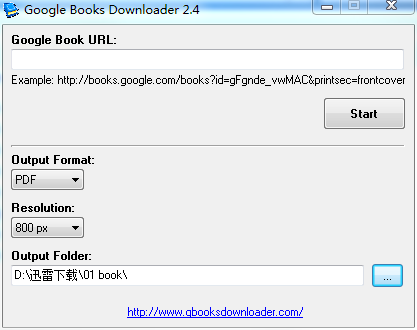 Google Books Downloader 2.4
Google Book URL:
Example: http://books.google.com/books?id=gFgnde_vwMAC&printsec=frontcover
Start
Output Format:
PDF
Resolution:
800 px
Output Folder:
D:\迅雷下载\01 book\
...
http://www.gbooksdownloader.com/